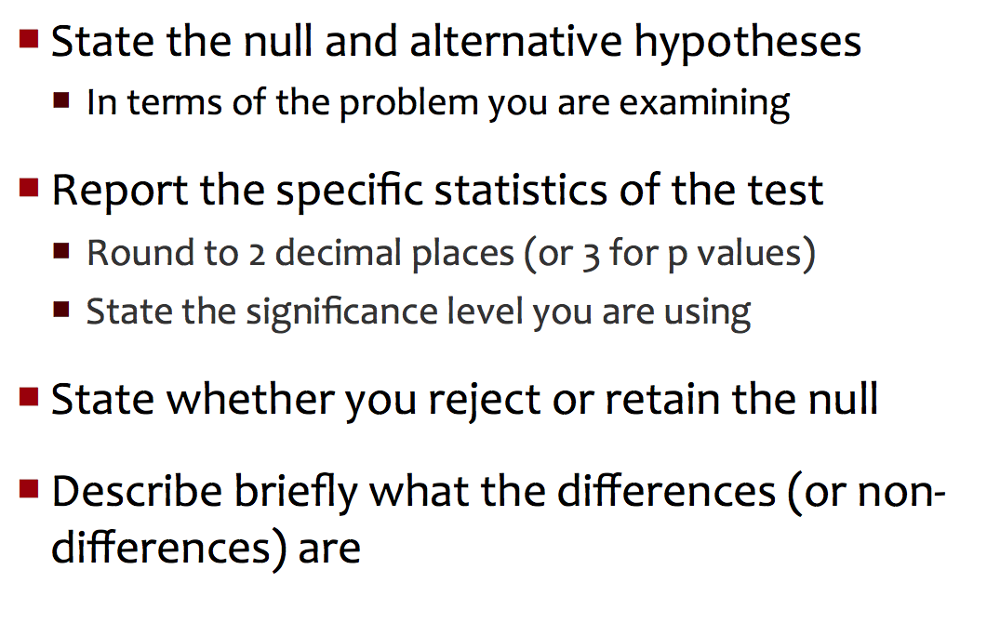 State the null and alternative hypotheses
In terms of the problem you are examining
Report the specific statistics of the test
Round to 2 decimal places (or 3 for p values)
State the significance level you are using
State whether you reject or retain the null
Describe briefly what the differences (or non-
differences) are